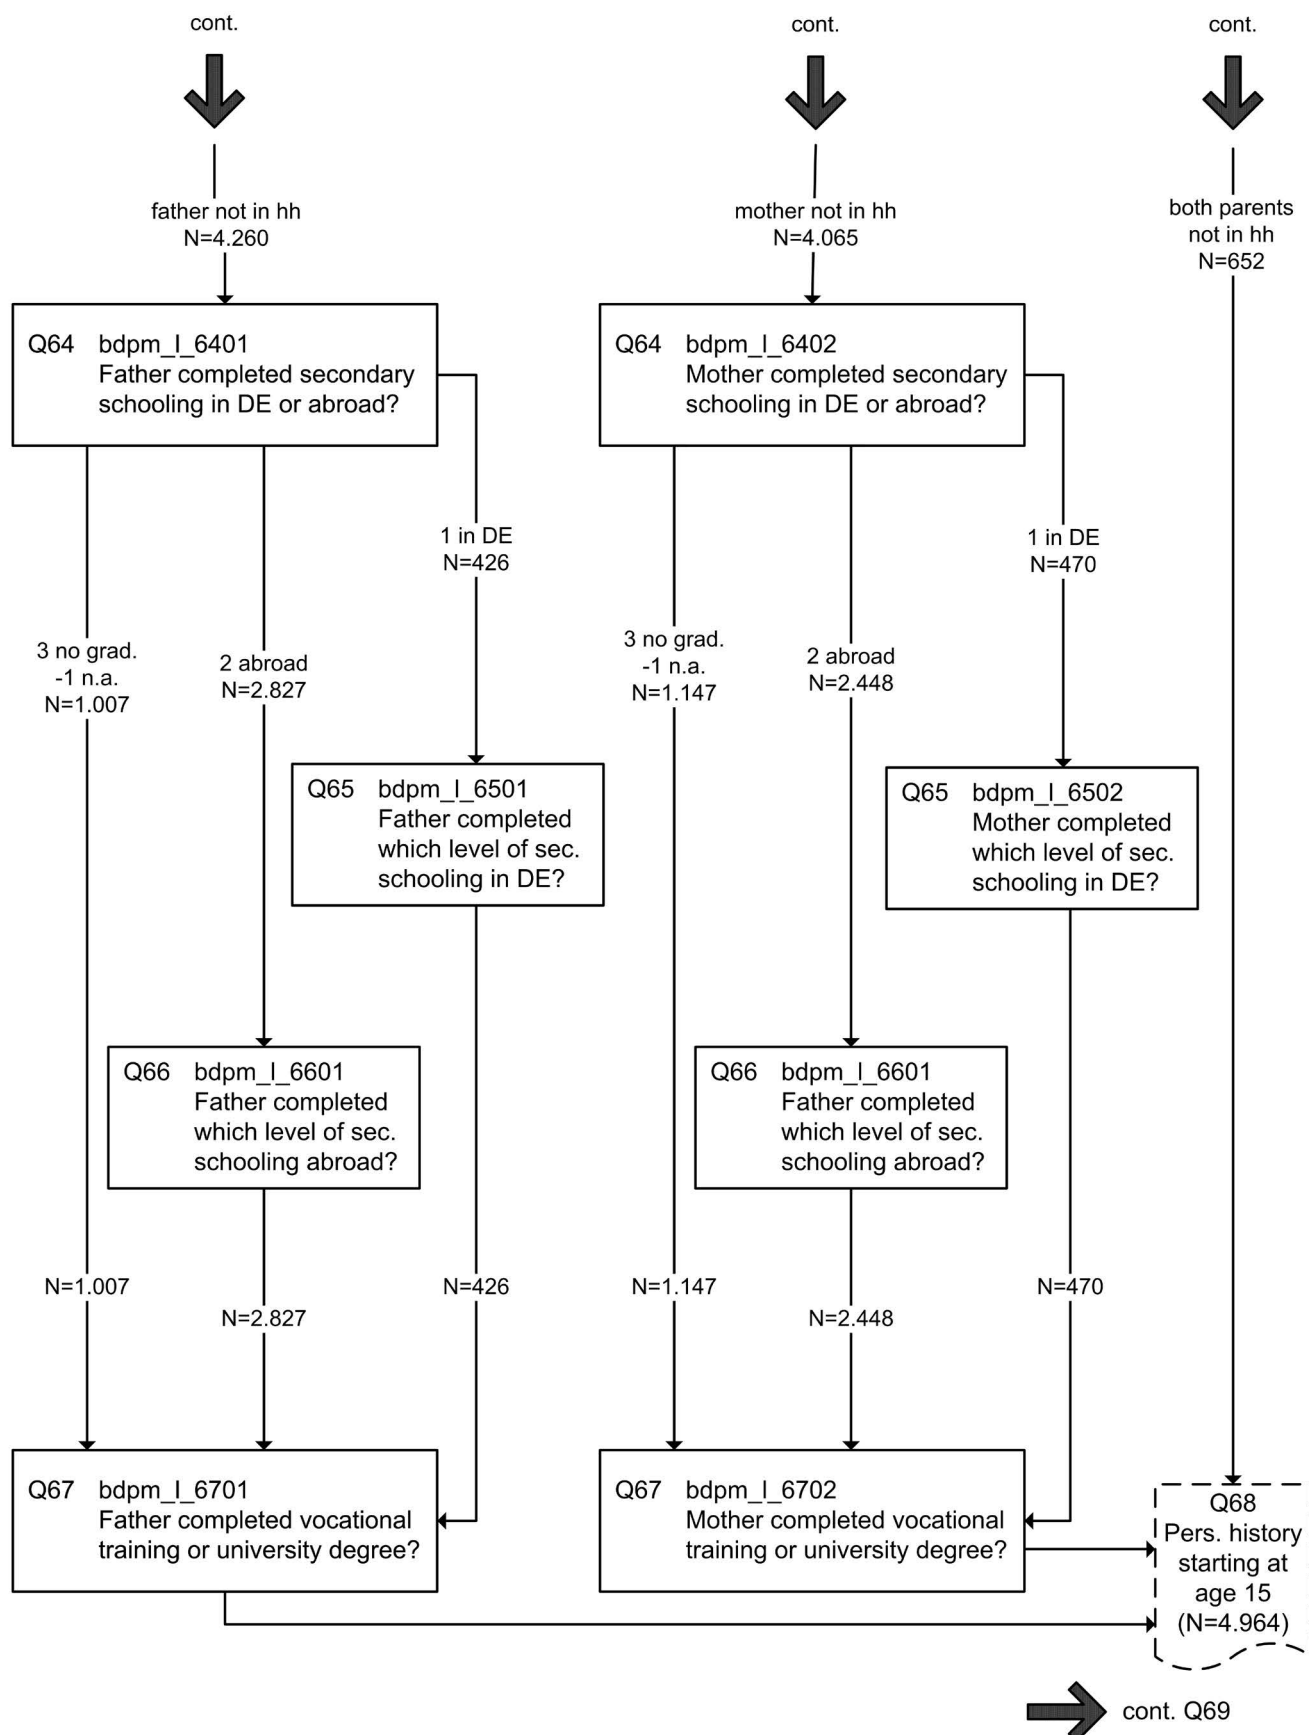 cont.
cont.
cont.
father not in hh
N=4.260
mother not in hh
N=4.065
both parents
not in hh
N=652
Q64 bdpm_l_6401
Father completed secondary
schooling in DE or abroad?
Q64 bdpm_l_6402
Mother completed secondary
schooling in DE or abroad?
1 in DE
N=426
1 in DE
N=470
3 no grad.
-1 n.a.
N=1.007
2 abroad
N=2.827
3 no grad.
-1 n.a.
N=1.147
2 abroad
N=2.448
Q65 bdpm_l_6501
Father completed
which level of sec.
schooling in DE?
Q65 bdpm_l_6502
Mother completed
which level of sec.
schooling in DE?
Q66 bdpm_l_6601
Father completed
which level of sec.
schooling abroad?
Q66 bdpm_l_6601
Father completed
which level of sec.
schooling abroad?
N=1.007
N=2.827
N=426
N=1.147
N=2.448
N=470
Q67 bdpm_l_6701
Father completed vocational
training or university degree?
Q67 bdpm_l_6702
Mother completed vocational
training or university degree?
Q68
Pers. history
starting at
age 15
(N=4.964)
cont. Q69